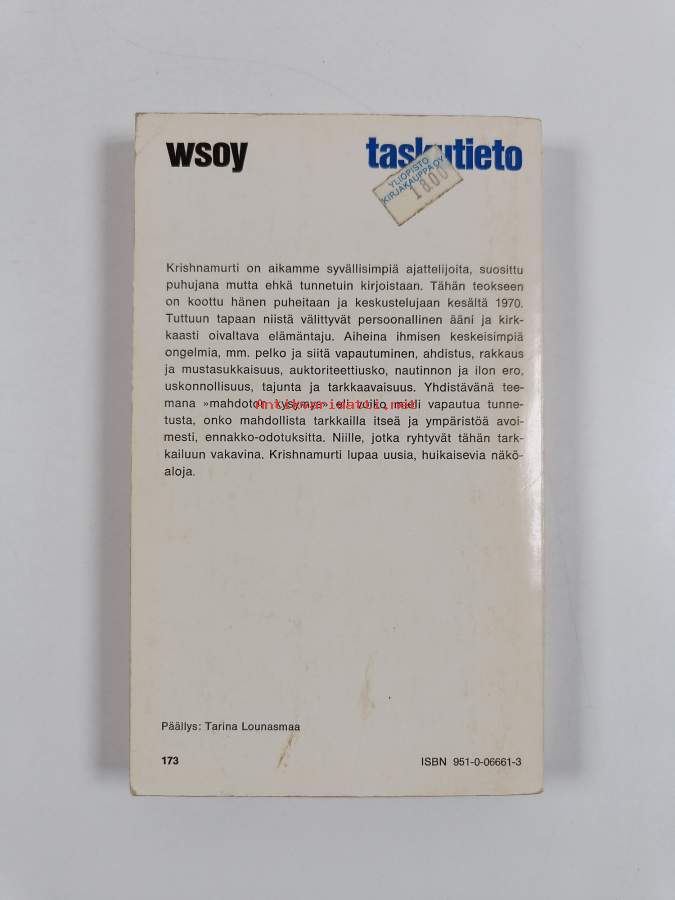 wsoy
taskutieto
YLIOPISTO
KIRJAKAUPPA OY
1800
Krishnamurti on aikamme syvällisimpiä ajattelijoita, suosittu
puhujana mutta ehkä tunnetuin kirjoistaan. Tähän teokseen
on koottu hänen puheitaan ja keskustelujaan kesältä 1970.
Tuttuun tapaan niistä välittyvät persoonallinen ääni ja kirk-
kaasti oivaltava elämäntaju. Aiheina ihmisen keskeisimpiä
ongelmia, mm. pelko ja siitä vapautuminen, ahdistus, rakkaus
ja mustasukkaisuus, auktoriteettiusko, nautinnon ja ilon ero,
uskonnollisuus, tajunta ja tarkkaavaisuus. Yhdistävänä tee-
mana »mahdoton kysymys» eli voiko mieli vapautua tunne-
Antikvariaatti.net
tusta, onko mahdollista tarkkailla itseä ja ympäristöä avoi-
mesti, ennakko-odotuksitta. Niille, jotka ryhtyvät tähän tark-
kailuun vakavina. Krishnamurti lupaa uusia, huikaisevia näkö-
aloja.
Päällys: Tarina Lounasmaa
173
ISBN 951-0-06661-3